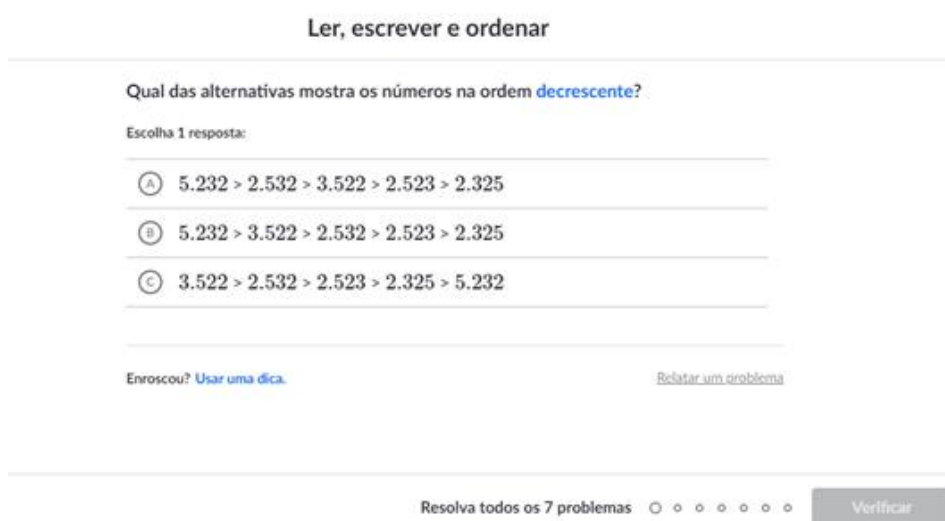 Ler, escrever e ordenar
Qual das alternativas mostra os números na ordem decrescente?
Escolha 1 resposta:
A 5.232 > 2.532 > 3.522 > 2.523 > 2.325
B 5.232 > 3.522 > 2.532 > 2.523 > 2.325
C 3.522 > 2.532 > 2.523 > 2.325 > 5.232
Enroscou? Usar uma dica. Relatar um problema
Resolva todos os 7 problemas Verificar